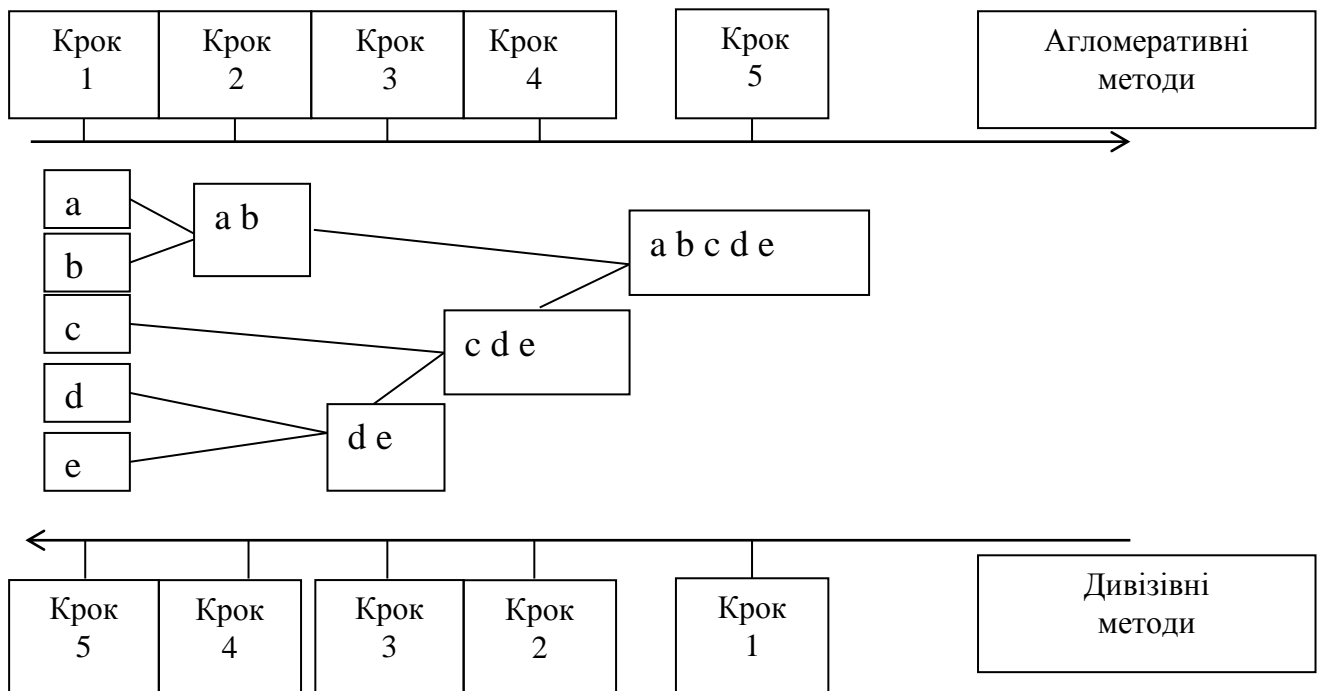 Крок
1
Крок
2
Крок
3
Крок
4
Крок
5
Агломеративні
методи
a
b
c
d
e
a b
d e
c d e
a b c d e
Крок
5
Крок
4
Крок
3
Крок
2
Крок
1
Дивізівні
методи